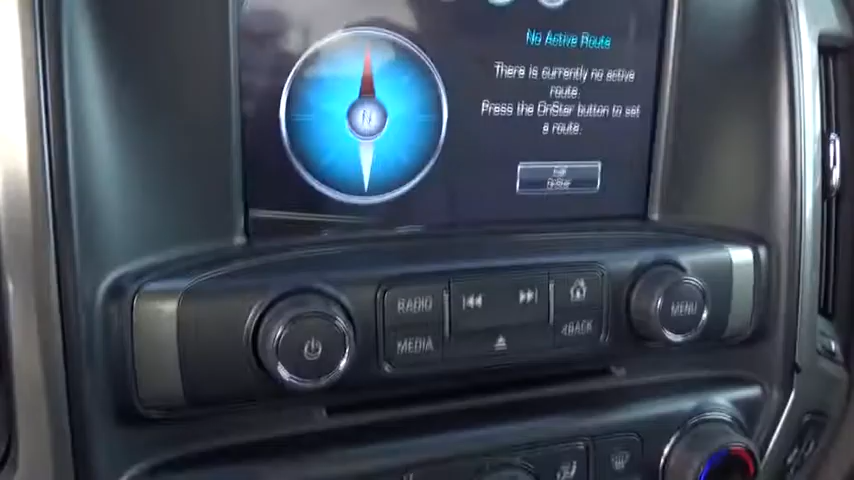 No Active Route
There is currently no active
route.
Press the OnStar button to set
a route.
N
RADIO
MEDIA
BACK
MENU